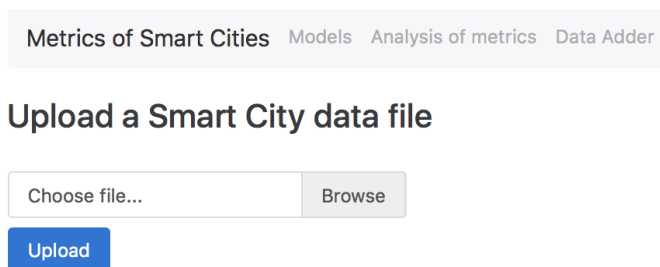 Metrics of Smart Cities Models Analysis of metrics Data Adder
Upload a Smart City data file
Choose file... Browse
Upload